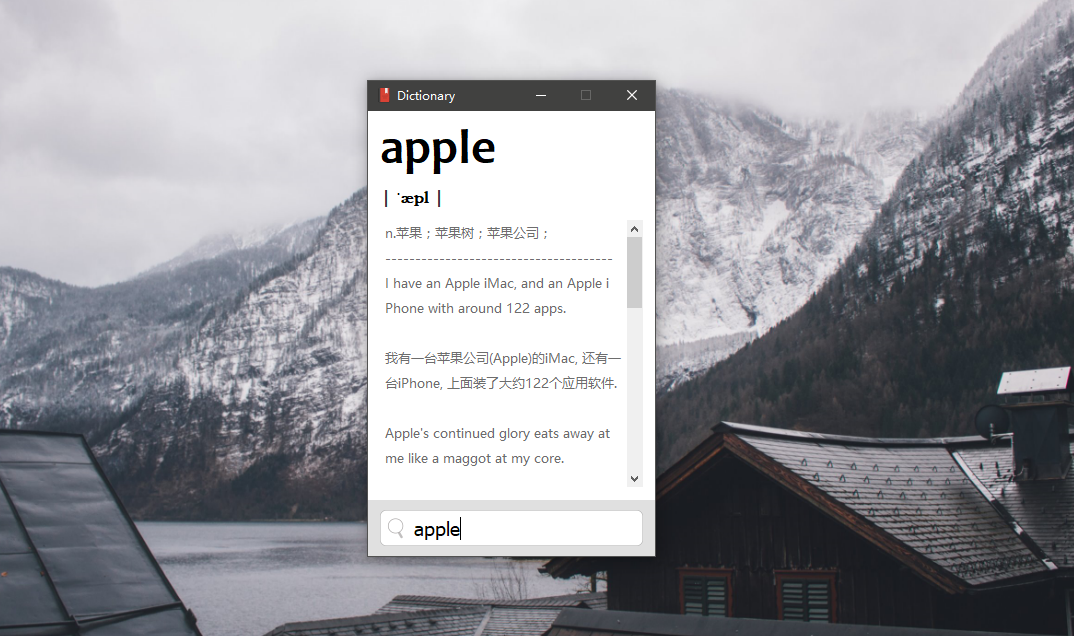 Dictionary
apple
| ˈæpl |
n.苹果；苹果树；苹果公司；
-----------------------------------
I have an Apple iMac, and an Apple i
Phone with around 122 apps.
我有一台苹果公司(Apple)的iMac, 还有一
台iPhone, 上面装了大约122个应用软件.
Apple's continued glory eats away at
me like a maggot at my core.
apple